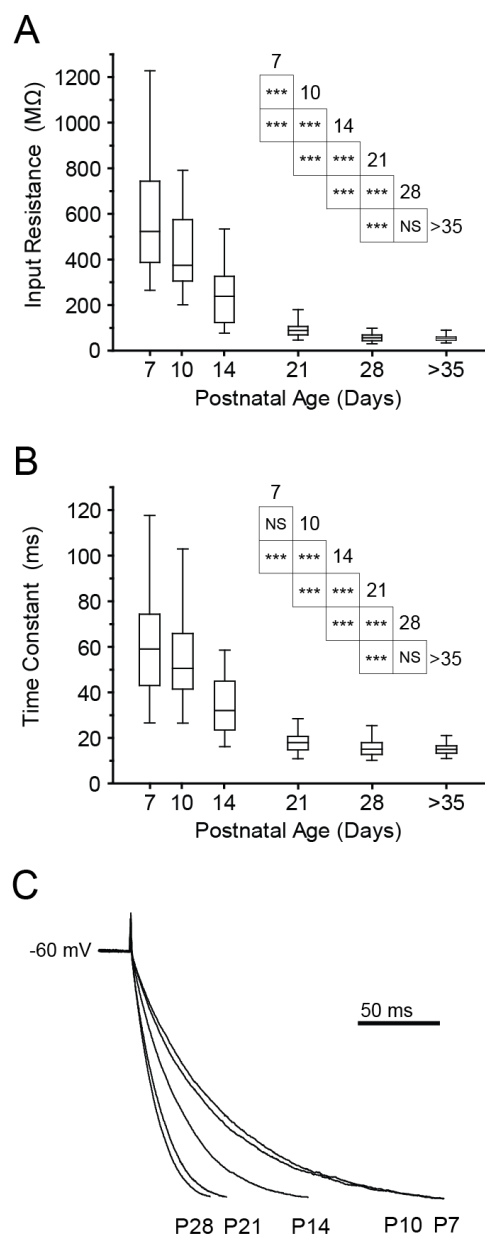 A
Input Resistance (MΩ)
1200
1000
800
600
400
200
0
7 10 14 21 28 >35
Postnatal Age (Days)
7
*** 10
*** *** 14
*** *** 21
*** *** 28
*** NS >35
B
Time Constant (ms)
120
100
80
60
40
20
0
7 10 14 21 28 >35
Postnatal Age (Days)
7
NS 10
*** *** 14
*** *** 21
*** *** 28
*** NS >35
C
-60 mV
50 ms
P28 P21 P14 P10 P7